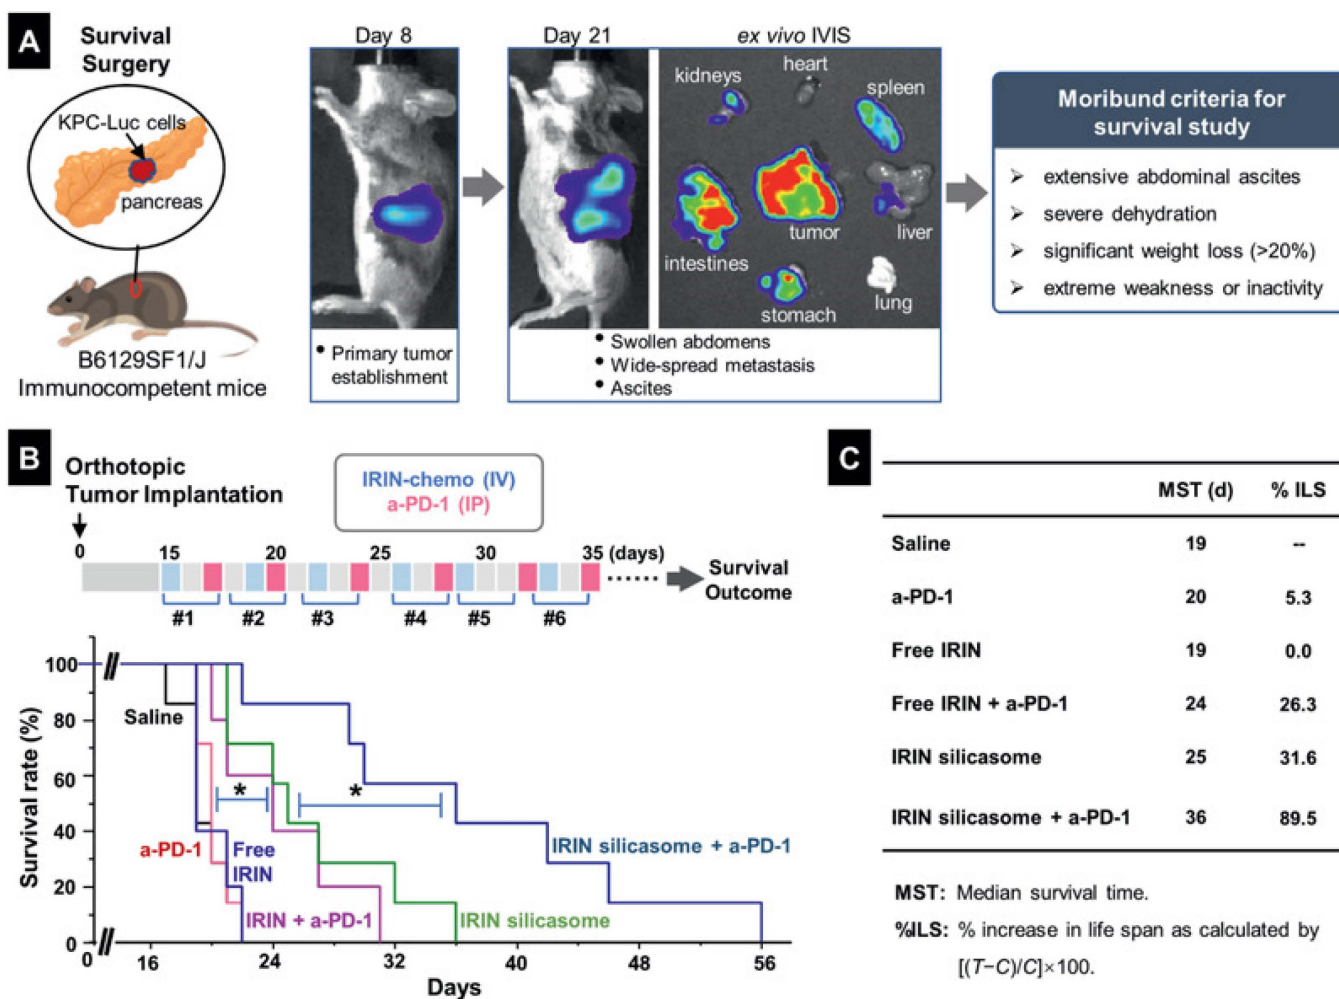 A
Survival
Surgery
KPC-Luc cells
pancreas
B6129SF1/J
Immunocompetent mice
Day 8
• Primary tumor
establishment
Day 21
ex vivo IVIS
kidneys
heart
spleen
intestines
tumor
liver
stomach
lung
• Swollen abdomens
• Wide-spread metastasis
• Ascites
Moribund criteria for
survival study
➢ extensive abdominal ascites
➢ severe dehydration
➢ significant weight loss (>20%)
➢ extreme weakness or inactivity
B
Orthotopic
Tumor Implantation
IRIN-chemo (IV)
a-PD-1 (IP)
0 15 20 25 30 35 (days)
Survival
Outcome
#1 #2 #3 #4 #5 #6
Survival rate (%)
100
80
60
40
20
0
Saline
*
*
a-PD-1
Free
IRIN
IRIN silicasome + a-PD-1
IRIN + a-PD-1
IRIN silicasome
0 16 24 32 40 48 56
Days
C
MST (d) % ILS
Saline 19 --
a-PD-1 20 5.3
Free IRIN 19 0.0
Free IRIN + a-PD-1 24 26.3
IRIN silicasome 25 31.6
IRIN silicasome + a-PD-1 36 89.5
MST: Median survival time.
%ILS: % increase in life span as calculated by
[(T−C)/C]×100.